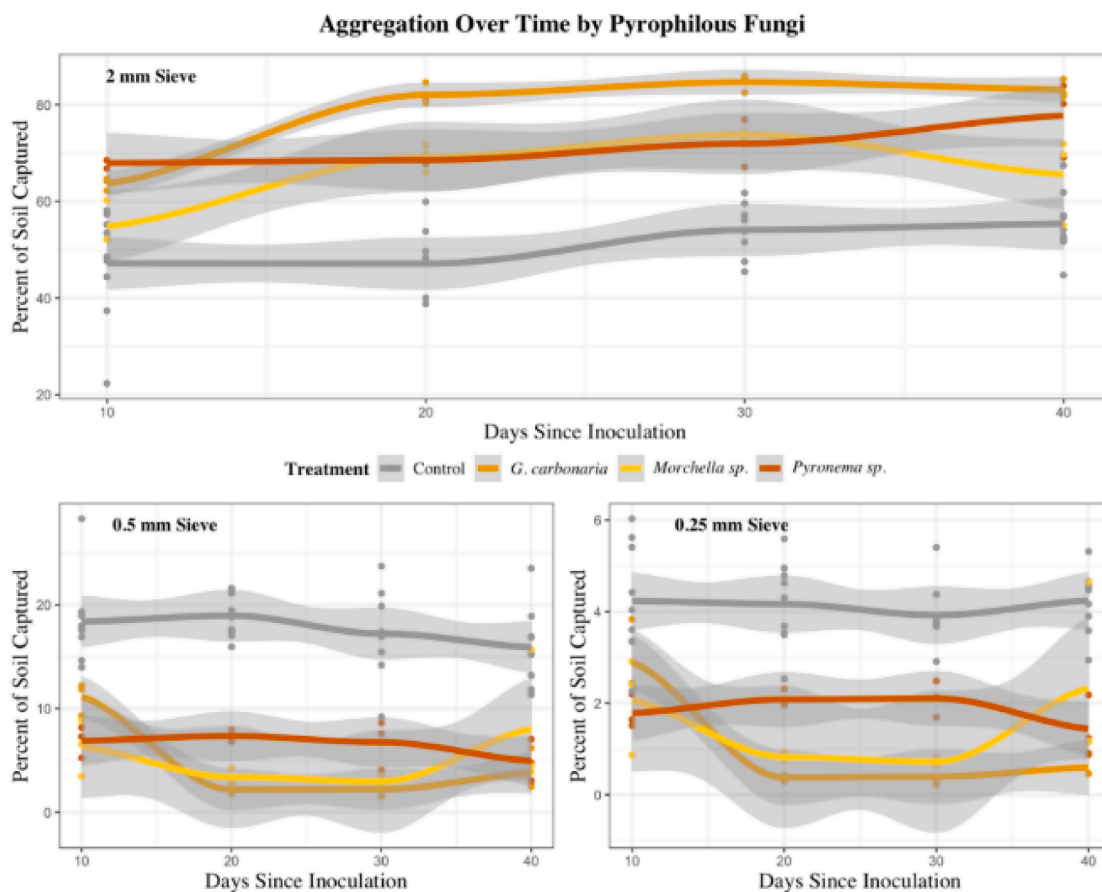 Aggregation Over Time by Pyrophilous Fungi
2 mm Sieve
Percent of Soil Captured
80
60
40
20
10 20 30 40
Days Since Inoculation
Treatment Control G. carbonaria Morchella sp. Pyronema sp.
0.5 mm Sieve
Percent of Soil Captured
20
10
0
10 20 30 40
Days Since Inoculation
0.25 mm Sieve
Percent of Soil Captured
6
4
2
0
10 20 30 40
Days Since Inoculation